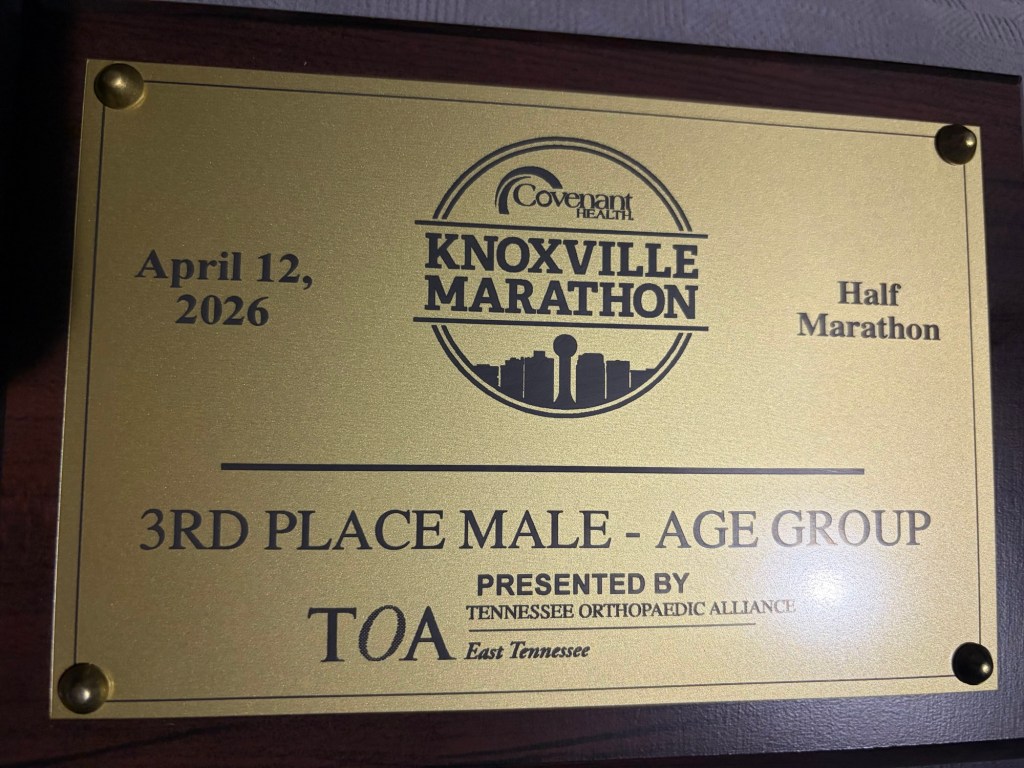 Covenant
HEALTH
KNOXVILLE
MARATHON
April 12,
2026
Half
Marathon
3RD PLACE MALE - AGE GROUP
PRESENTED BY
TOA
TENNESSEE ORTHOPAEDIC ALLIANCE
East Tennessee